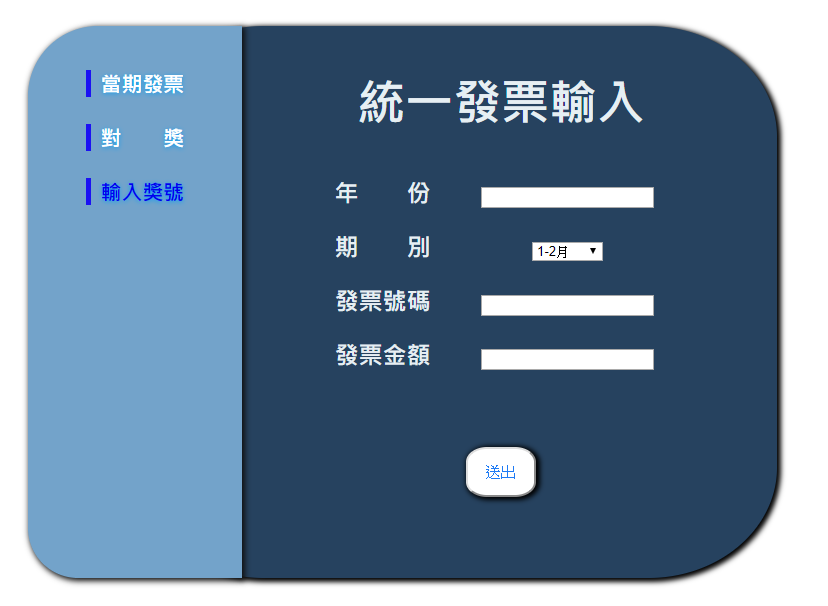 當期發票
對　　獎
輸入獎號
統一發票輸入
年　　份
期　　別 1-2月
發票號碼
發票金額
送出